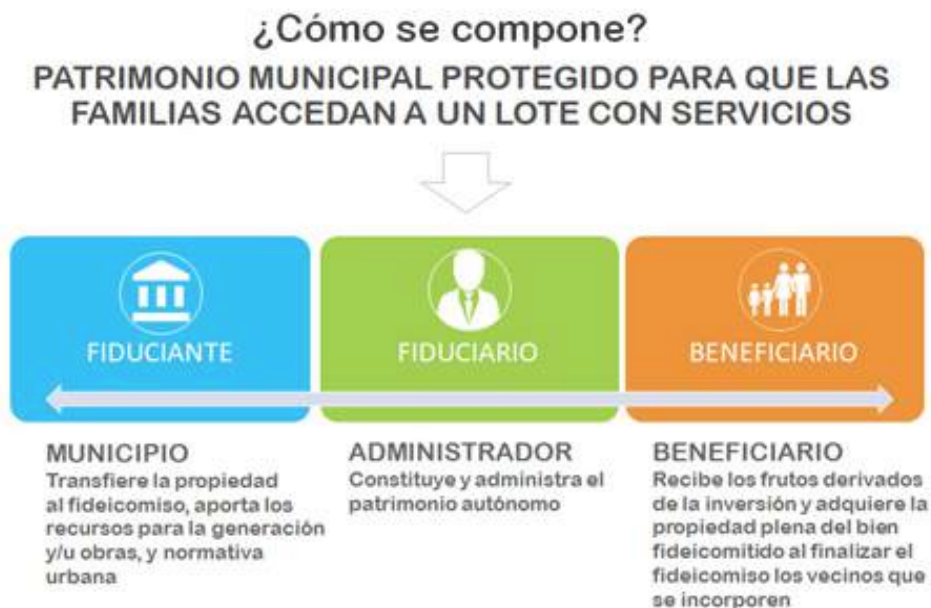 ¿Cómo se compone?
PATRIMONIO MUNICIPAL PROTEGIDO PARA QUE LAS
FAMILIAS ACCEDAN A UN LOTE CON SERVICIOS
FIDUCIANTE
FIDUCIARIO
BENEFICIARIO
MUNICIPIO
Transfiere la propiedad
al fideicomiso, aporta los
recursos para la generación
y/u obras, y normativa
urbana
ADMINISTRADOR
Constituye y administra el
patrimonio autónomo
BENEFICIARIO
Recibe los frutos derivados
de la inversión y adquiere la
propiedad plena del bien
fideicomitido al finalizar el
fideicomiso los vecinos que
se incorporen